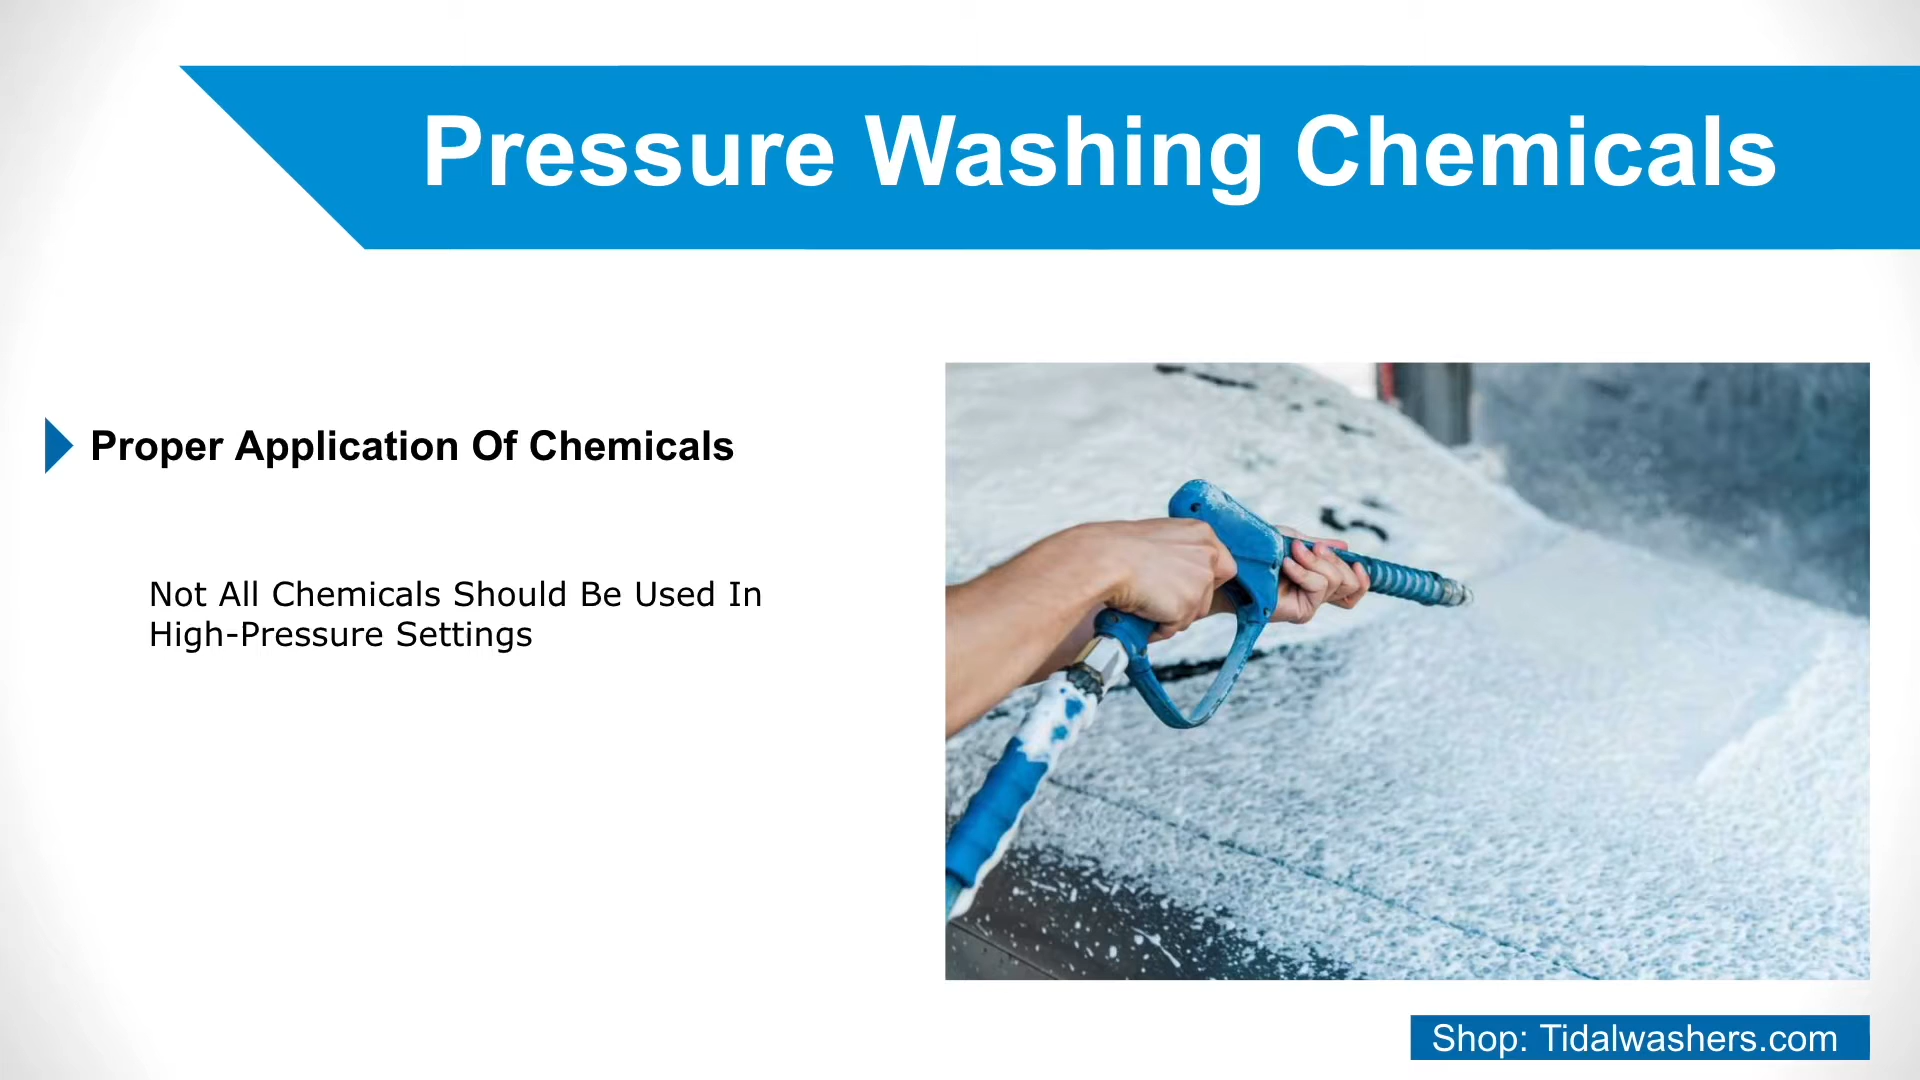 Pressure Washing Chemicals
Proper Application Of Chemicals
Not All Chemicals Should Be Used In
High-Pressure Settings
Shop: Tidalwashers.com